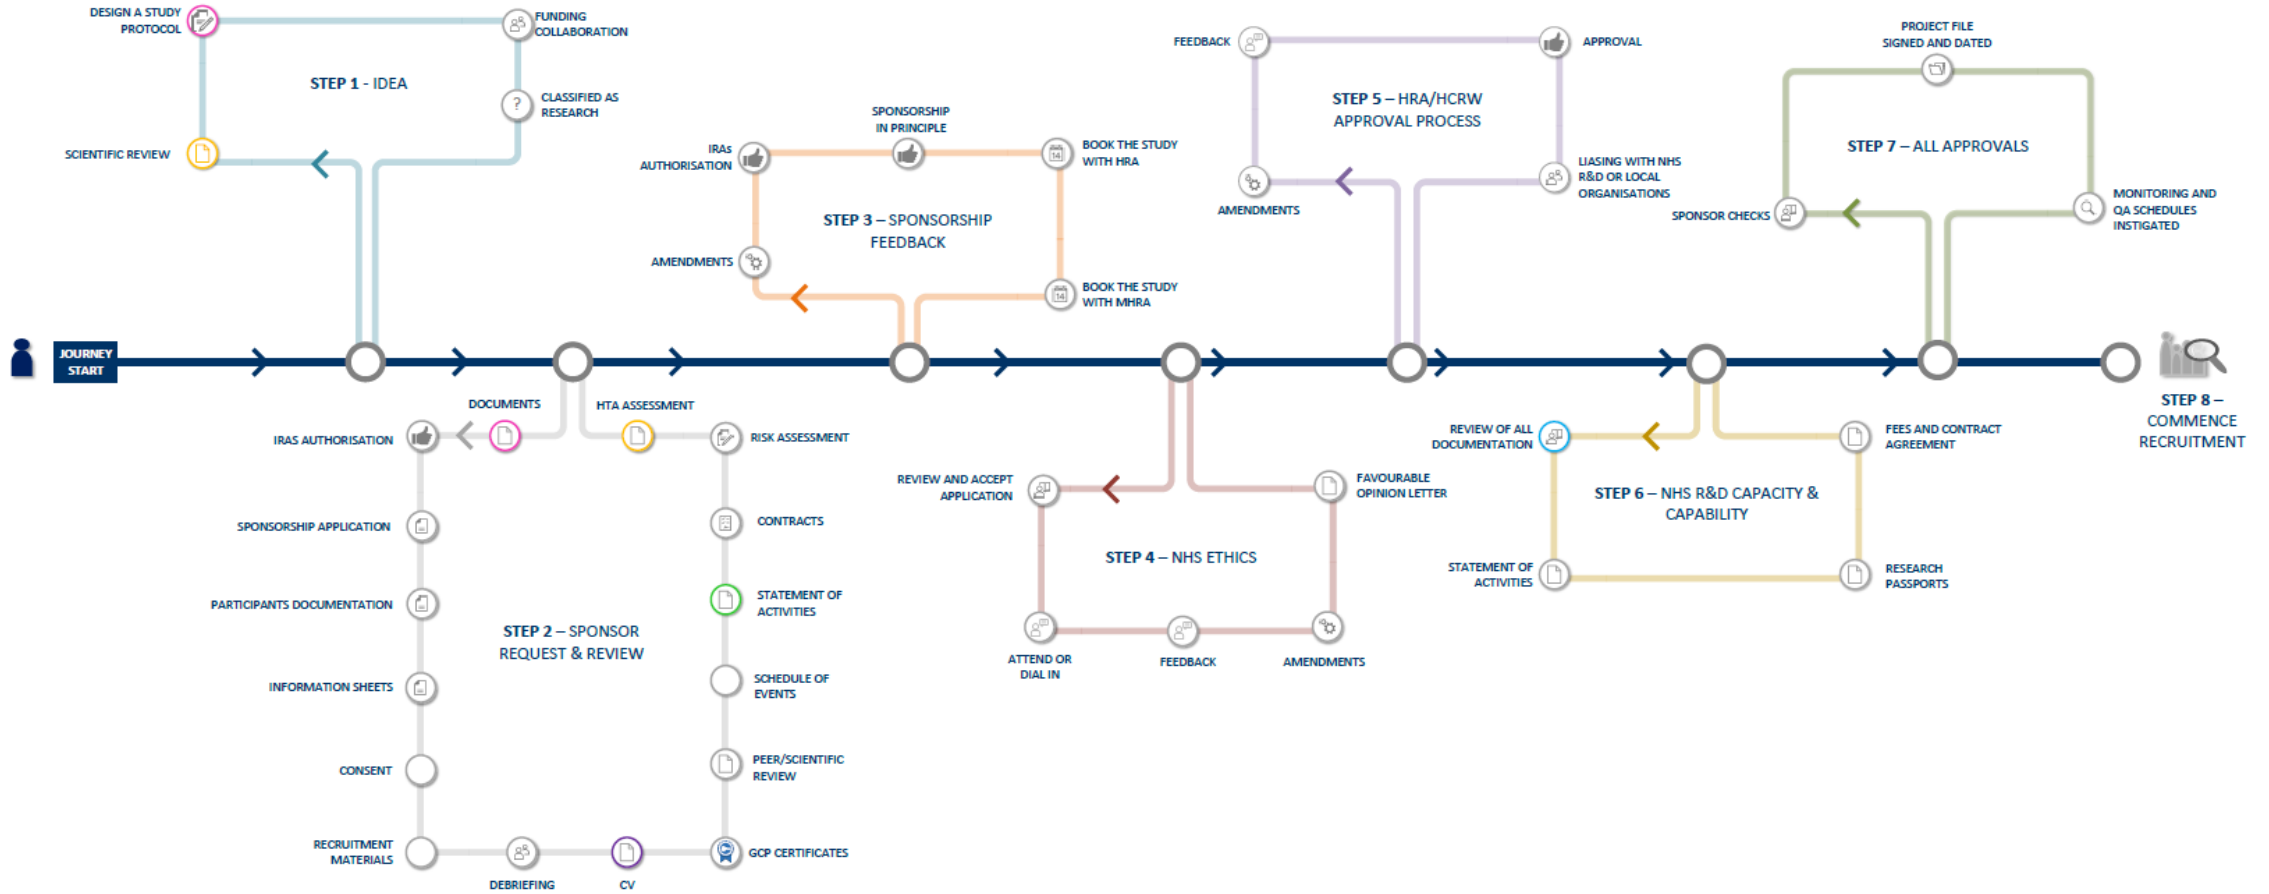 JOURNEY
START
DESIGN A STUDY
PROTOCOL
FUNDING
COLLABORATION
STEP 1 - IDEA
CLASSIFIED AS
RESEARCH
SCIENTIFIC REVIEW
DOCUMENTS
HTA ASSESSMENT
IRAS AUTHORISATION
RISK ASSESSMENT
SPONSORSHIP APPLICATION
CONTRACTS
PARTICIPANTS DOCUMENTATION
STATEMENT OF
ACTIVITIES
STEP 2 – SPONSOR
REQUEST & REVIEW
INFORMATION SHEETS
SCHEDULE OF
EVENTS
CONSENT
PEER/SCIENTIFIC
REVIEW
RECRUITMENT
MATERIALS
GCP CERTIFICATES
DEBRIEFING
CV
SPONSORSHIP
IN PRINCIPLE
IRAs
AUTHORISATION
BOOK THE STUDY
WITH HRA
14
STEP 3 – SPONSORSHIP
FEEDBACK
AMENDMENTS
BOOK THE STUDY
WITH MHRA
14
REVIEW AND ACCEPT
APPLICATION
FAVOURABLE
OPINION LETTER
STEP 4 – NHS ETHICS
ATTEND OR
DIAL IN
FEEDBACK
AMENDMENTS
FEEDBACK
APPROVAL
STEP 5 – HRA/HCRW
APPROVAL PROCESS
AMENDMENTS
LIASING WITH NHS
R&D OR LOCAL
ORGANISATIONS
REVIEW OF ALL
DOCUMENTATION
FEES AND CONTRACT
AGREEMENT
STEP 6 – NHS R&D CAPACITY &
CAPABILITY
STATEMENT OF
ACTIVITIES
RESEARCH
PASSPORTS
PROJECT FILE
SIGNED AND DATED
STEP 7 – ALL APPROVALS
SPONSOR CHECKS
MONITORING AND
QA SCHEDULES
INSTIGATED
STEP 8 –
COMMENCE
RECRUITMENT